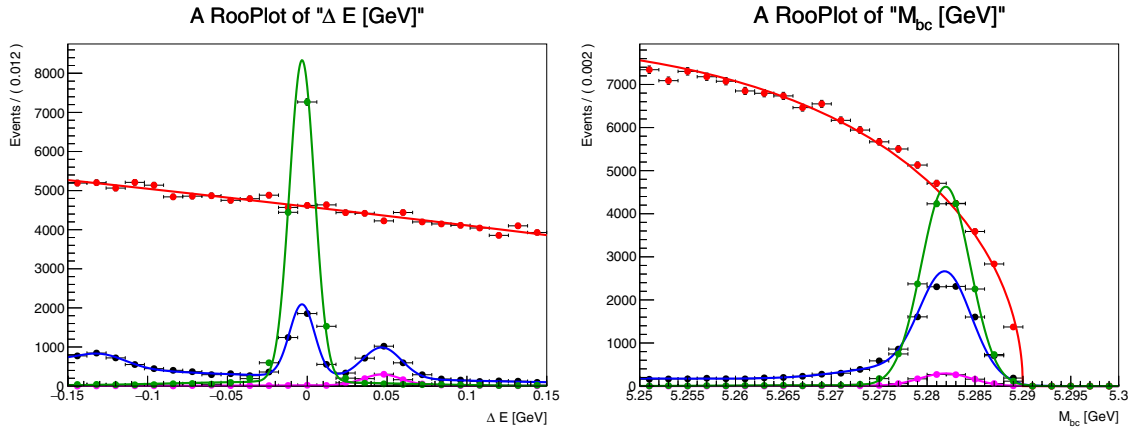 A RooPlot of "Δ E [GeV]"
Events / ( 0.012 )
8000
7000
6000
5000
4000
3000
2000
1000
0
−0.15 −0.1 −0.05 0 0.05 0.1 0.15
Δ E [GeV]
A RooPlot of "M_bc [GeV]"
Events / ( 0.002 )
7000
6000
5000
4000
3000
2000
1000
0
5.25 5.255 5.26 5.265 5.27 5.275 5.28 5.285 5.29 5.295 5.3
M_bc [GeV]